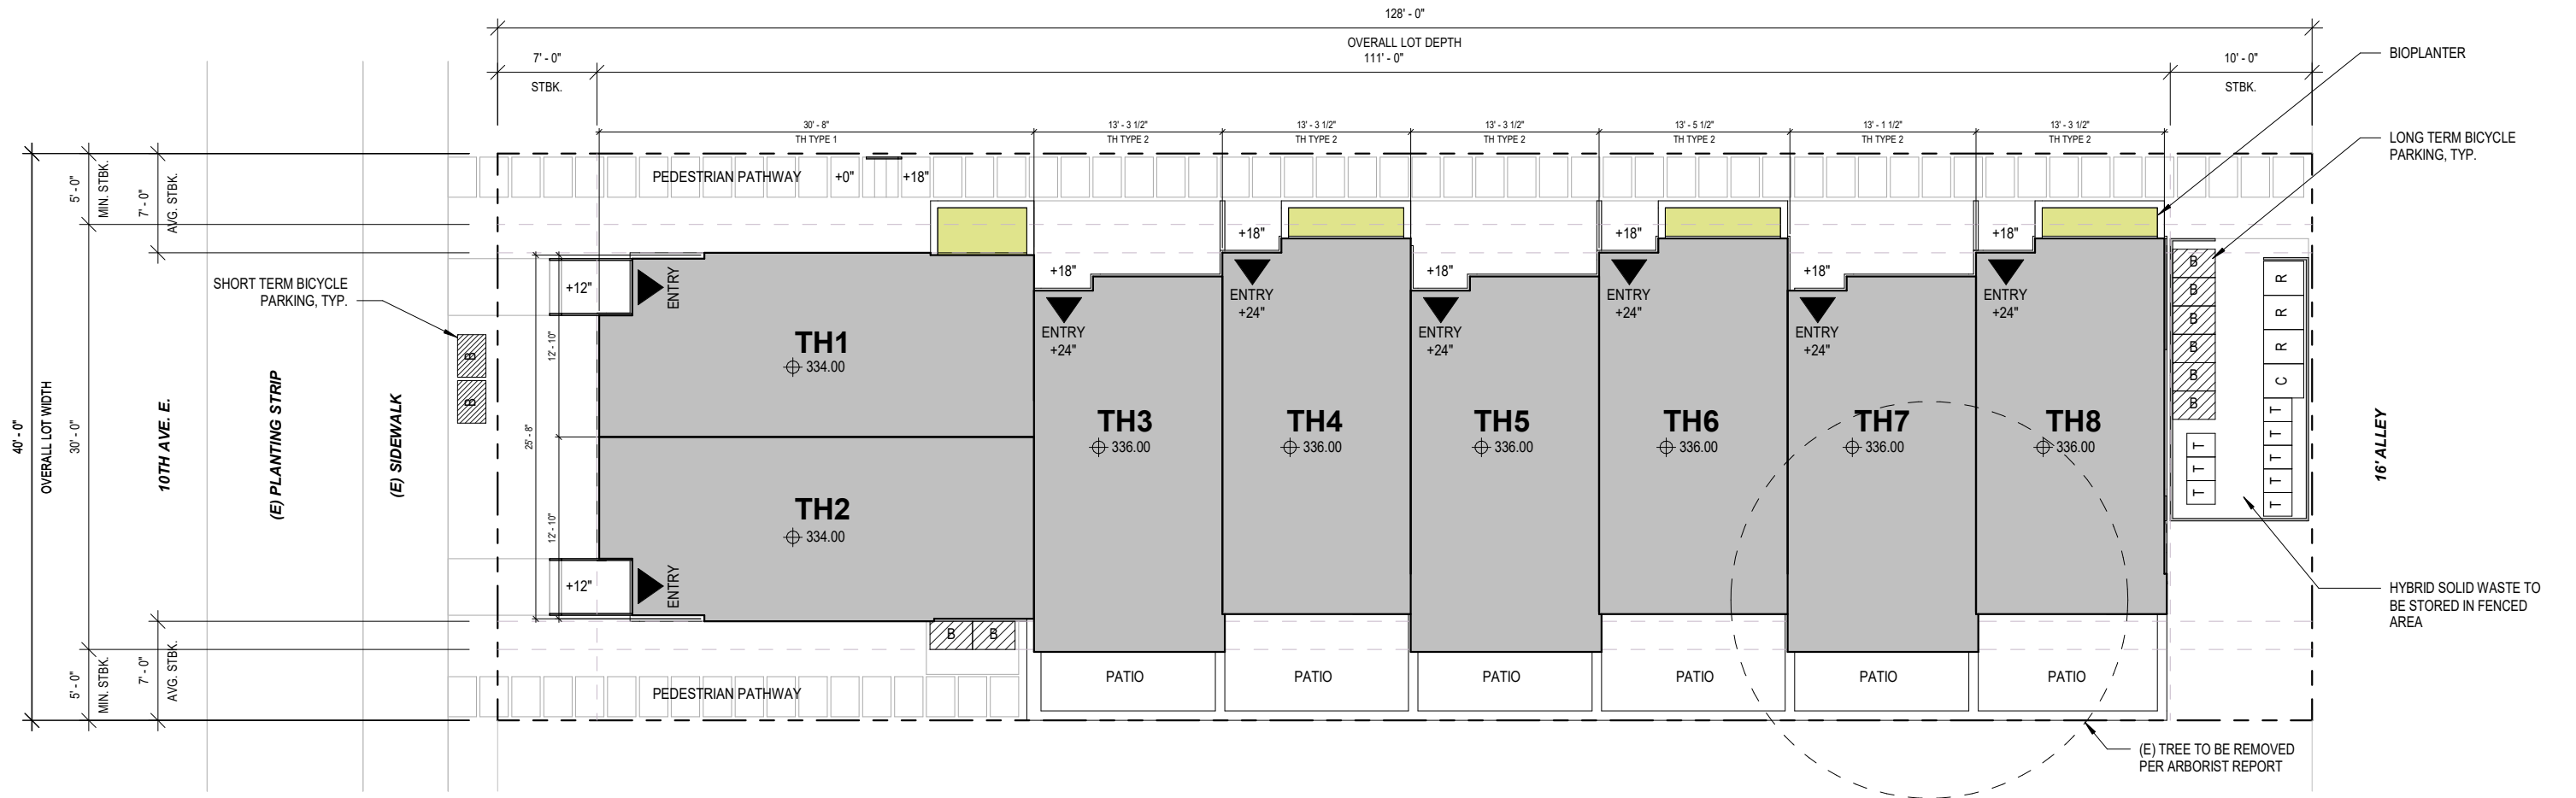 128' - 0"
OVERALL LOT DEPTH
7' - 0"
111' - 0"
10' - 0"
STBK.
STBK.
BIOPLANTER
30' - 8"
TH TYPE 1
13' - 3 1/2"
TH TYPE 2
13' - 3 1/2"
TH TYPE 2
13' - 3 1/2"
TH TYPE 2
13' - 5 1/2"
TH TYPE 2
13' - 1 1/2"
TH TYPE 2
13' - 3 1/2"
TH TYPE 2
LONG TERM BICYCLE
PARKING, TYP.
5' - 0"
MIN. STBK.
7' - 0"
AVG. STBK.
PEDESTRIAN PATHWAY
+0"
+18"
+18"
+18"
+18"
+18"
+18"
+18"
SHORT TERM BICYCLE
PARKING, TYP.
+12"
ENTRY
ENTRY
+24"
ENTRY
+24"
ENTRY
+24"
ENTRY
+24"
ENTRY
+24"
ENTRY
+24"
B
B
B
B
B
B
R
R
R
C
T
T
T
T
T
T
T
T
B
B
40' - 0"
OVERALL LOT WIDTH
30' - 0"
10TH AVE. E.
(E) PLANTING STRIP
(E) SIDEWALK
25' - 8"
12' - 10"
12' - 10"
TH1
334.00
TH2
334.00
TH3
336.00
TH4
336.00
TH5
336.00
TH6
336.00
TH7
336.00
TH8
336.00
16' ALLEY
+12"
ENTRY
HYBRID SOLID WASTE TO
BE STORED IN FENCED
AREA
B
B
5' - 0"
MIN. STBK.
7' - 0"
AVG. STBK.
PEDESTRIAN PATHWAY
PATIO
PATIO
PATIO
PATIO
PATIO
PATIO
(E) TREE TO BE REMOVED
PER ARBORIST REPORT